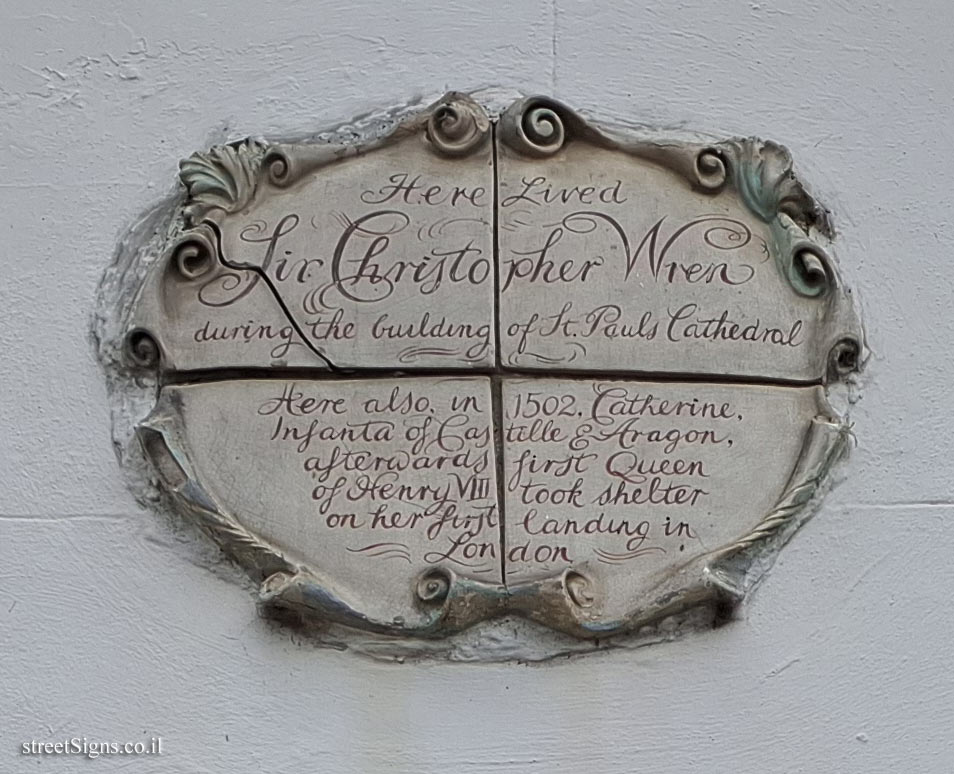 Here Lived
Sir Christopher Wren
during the building of St. Pauls Cathedral
Here also, in 1502, Catherine,
Infanta of Castille & Aragon,
afterwards first Queen
of Henry VIII took shelter
on her first landing in
London
streetSigns.co.il